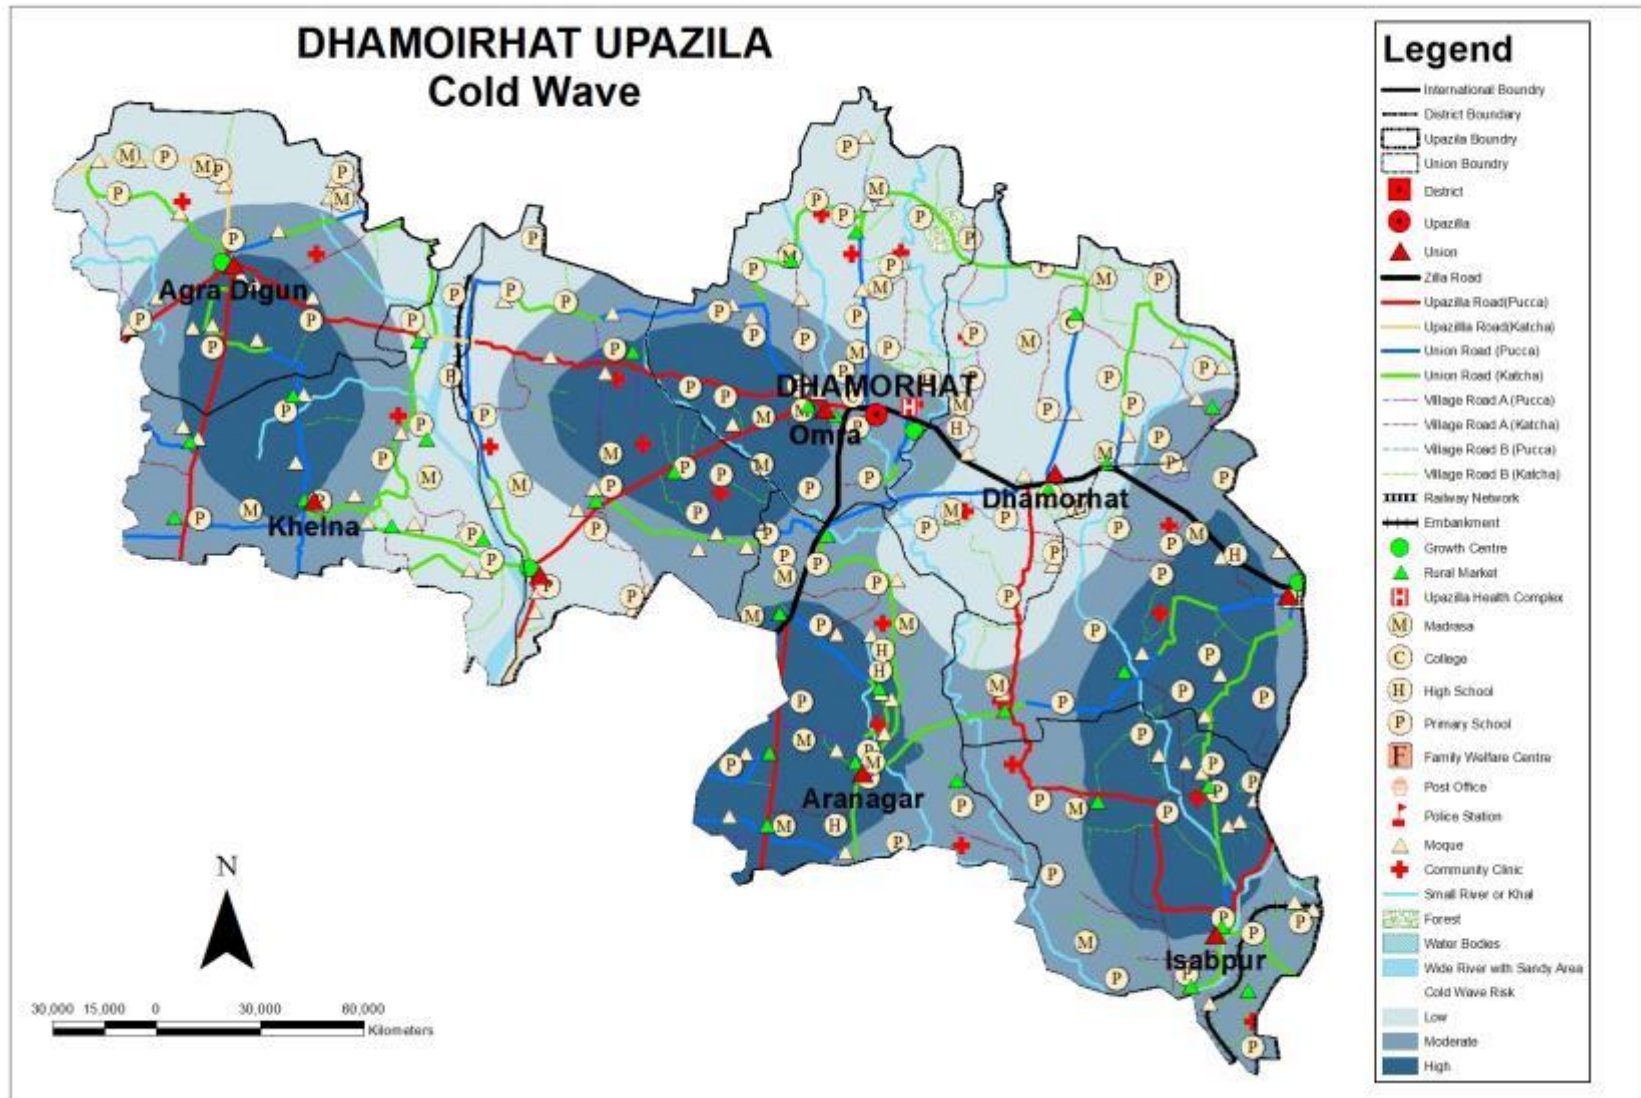 DHAMOIRHAT UPAZILA
Cold Wave
Agra Digun
DHAMORHAT
Omra
Dhamorhat
Khelna
Aranagar
Isabpur
N
30,000 15,000 0 30,000 60,000
Kilometers
Legend
International Boundry
District Boundary
Upazila Boundry
Union Boundry
District
Upazilla
Union
Zilla Road
Upazilla Road(Pucca)
Upazillla Road(Katcha)
Union Road (Pucca)
Union Road (Katcha)
Village Road A (Pucca)
Village Road A (Katcha)
Village Road B (Pucca)
Village Road B (Katcha)
Railway Network
Embankment
Growth Centre
Rural Market
H Upazilla Health Complex
M Madrasa
C College
H High School
P Primary School
F Family Welfare Centre
Post Office
Police Station
Moque
Community Clinic
Small River or Khal
Forest
Water Bodies
Wide River with Sandy Area
Cold Wave Risk
Low
Moderate
High